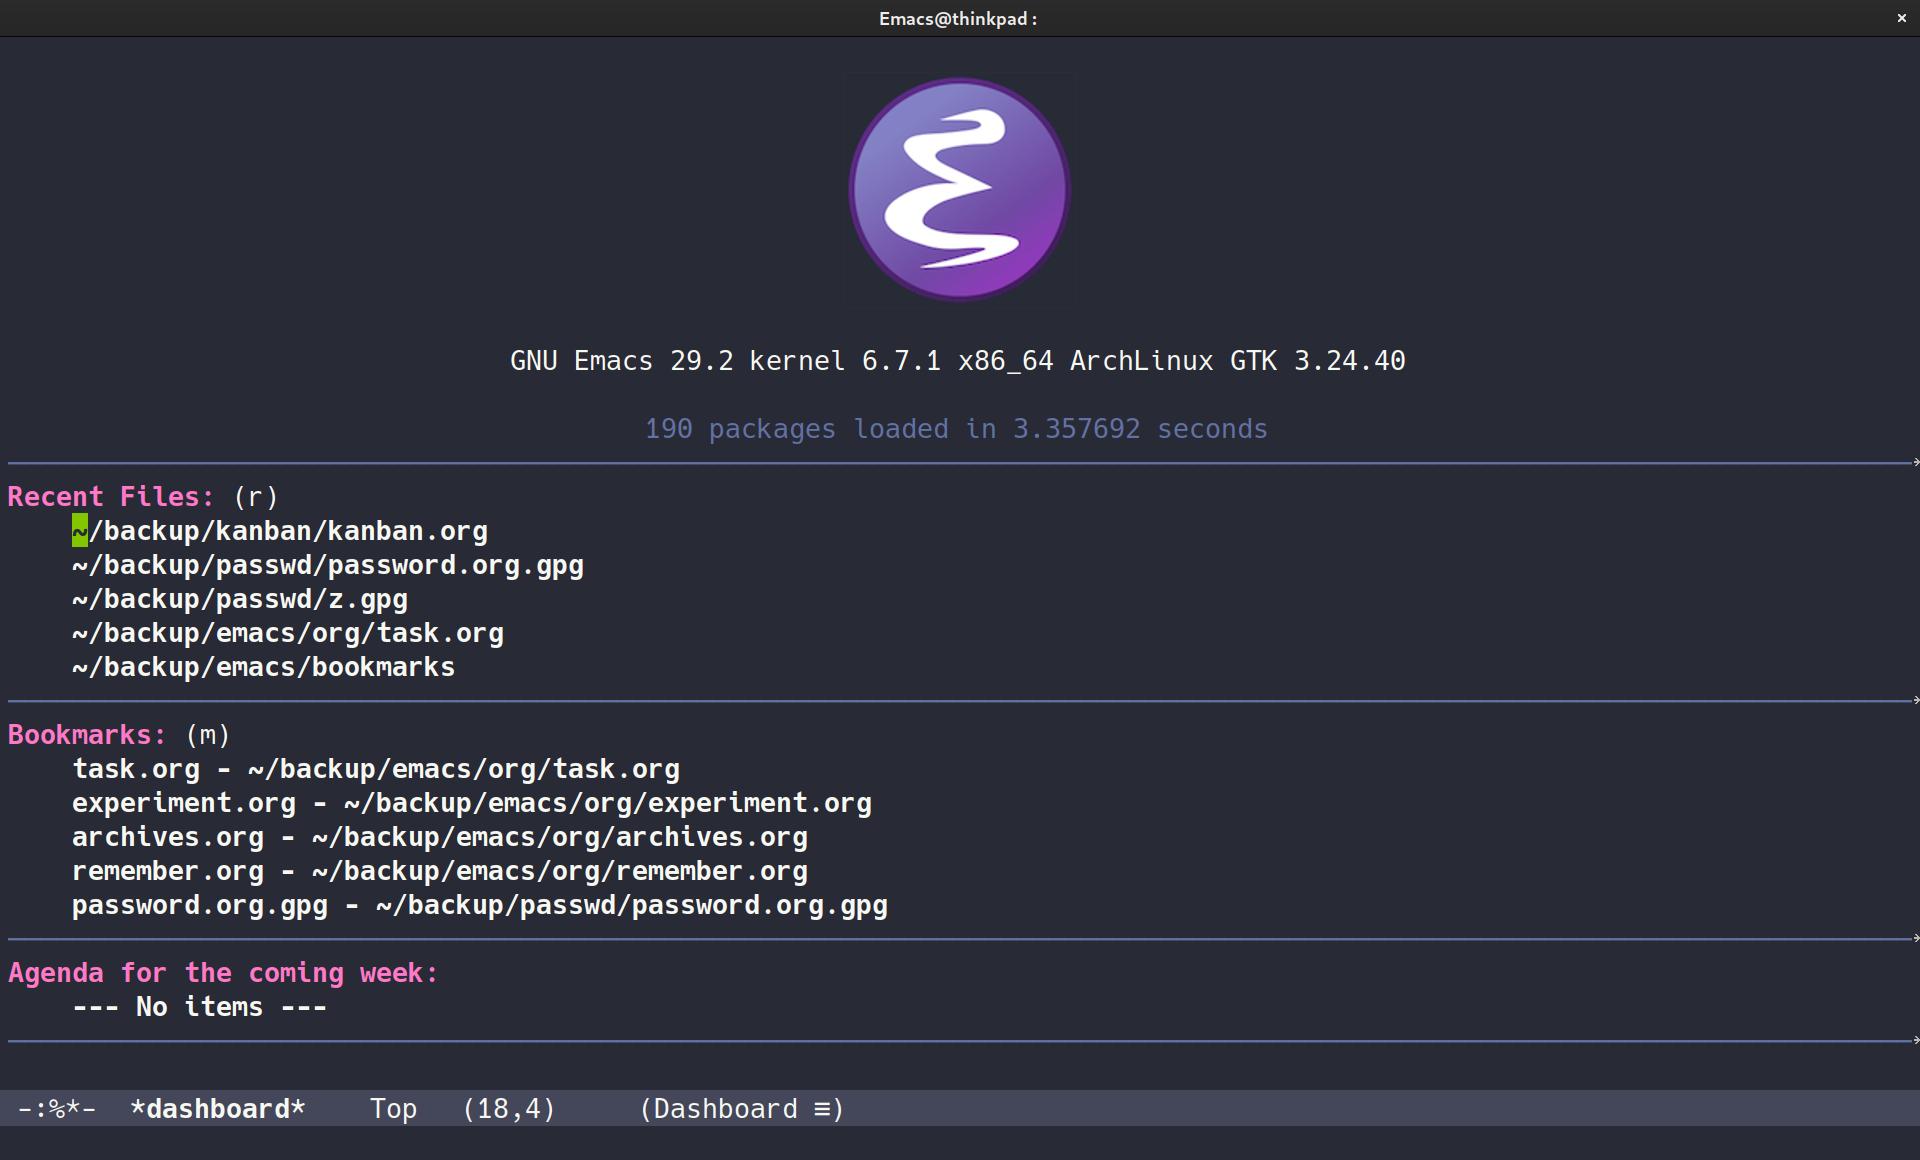 Emacs@thinkpad: ×
GNU Emacs 29.2 kernel 6.7.1 x86_64 ArchLinux GTK 3.24.40
190 packages loaded in 3.357692 seconds
Recent Files: (r)
~/backup/kanban/kanban.org
~/backup/passwd/password.org.gpg
~/backup/passwd/z.gpg
~/backup/emacs/org/task.org
~/backup/emacs/bookmarks
Bookmarks: (m)
task.org - ~/backup/emacs/org/task.org
experiment.org - ~/backup/emacs/org/experiment.org
archives.org - ~/backup/emacs/org/archives.org
remember.org - ~/backup/emacs/org/remember.org
password.org.gpg - ~/backup/passwd/password.org.gpg
Agenda for the coming week:
--- No items ---
-:%*- *dashboard* Top (18,4) (Dashboard ≡)